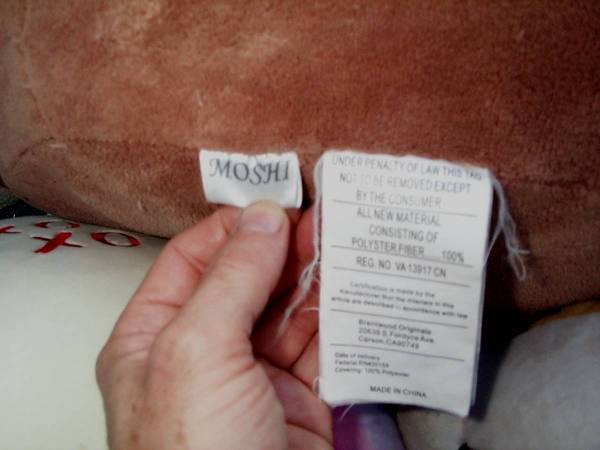 MOSHI
UNDER PENALTY OF LAW THIS TAG
NOT TO BE REMOVED EXCEPT
BY THE CONSUMER
ALL NEW MATERIAL
CONSISTING OF
POLYSTER FIBER 100%
REG. NO. VA 13917 CN
Certification is made by the
manufacturer that the materials in this
article are described in accordance with law
Brentwood Originals
20639 S. Fordyce Ave.
Carson, CA90749
Date of delivery
Federal
Covering: 100% Polyester
MADE IN CHINA
XO